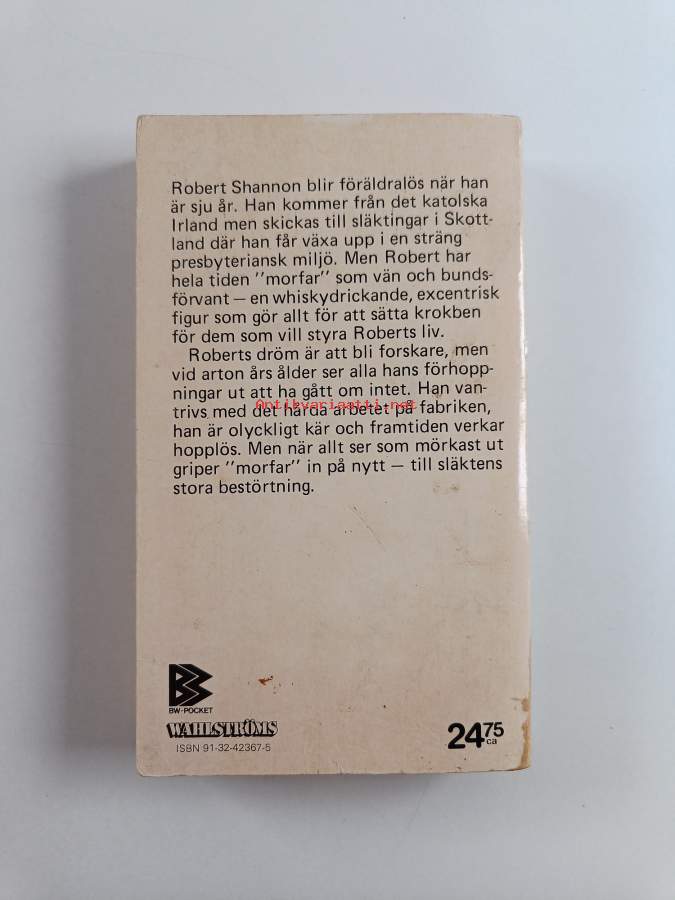 Robert Shannon blir föräldralös när han
är sju år. Han kommer från det katolska
Irland men skickas till släktingar i Skott-
land där han får växa upp i en sträng
presbyteriansk miljö. Men Robert har
hela tiden "morfar" som vän och bunds-
förvant — en whiskydrickande, excentrisk
figur som gör allt för att sätta krokben
för dem som vill styra Roberts liv.
Roberts dröm är att bli forskare, men
vid arton års ålder ser alla hans förhopp-
ningar ut att ha gått om intet. Han van-
Antikvariaatti.net
trivs med det hårda arbetet på fabriken,
han är olyckligt kär och framtiden verkar
hopplös. Men när allt ser som mörkast ut
griper "morfar" in på nytt — till släktens
stora bestörtning.
BW-POCKET
WAHLSTRÖMS
ISBN 91-32-42367-5
24 75
ca